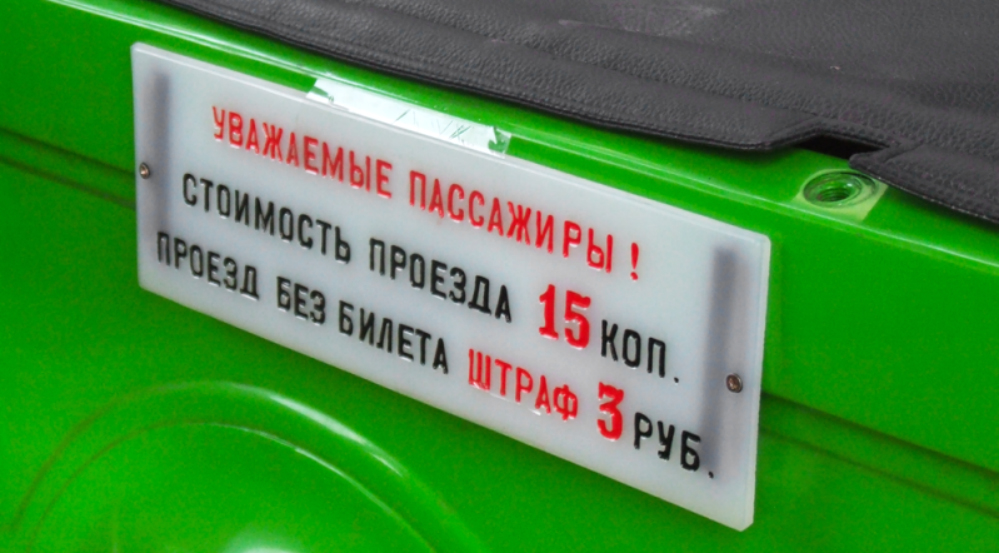 УВАЖАЕМЫЕ ПАССАЖИРЫ!
СТОИМОСТЬ ПРОЕЗДА 15 КОП.
ПРОЕЗД БЕЗ БИЛЕТА ШТРАФ 3 РУБ.